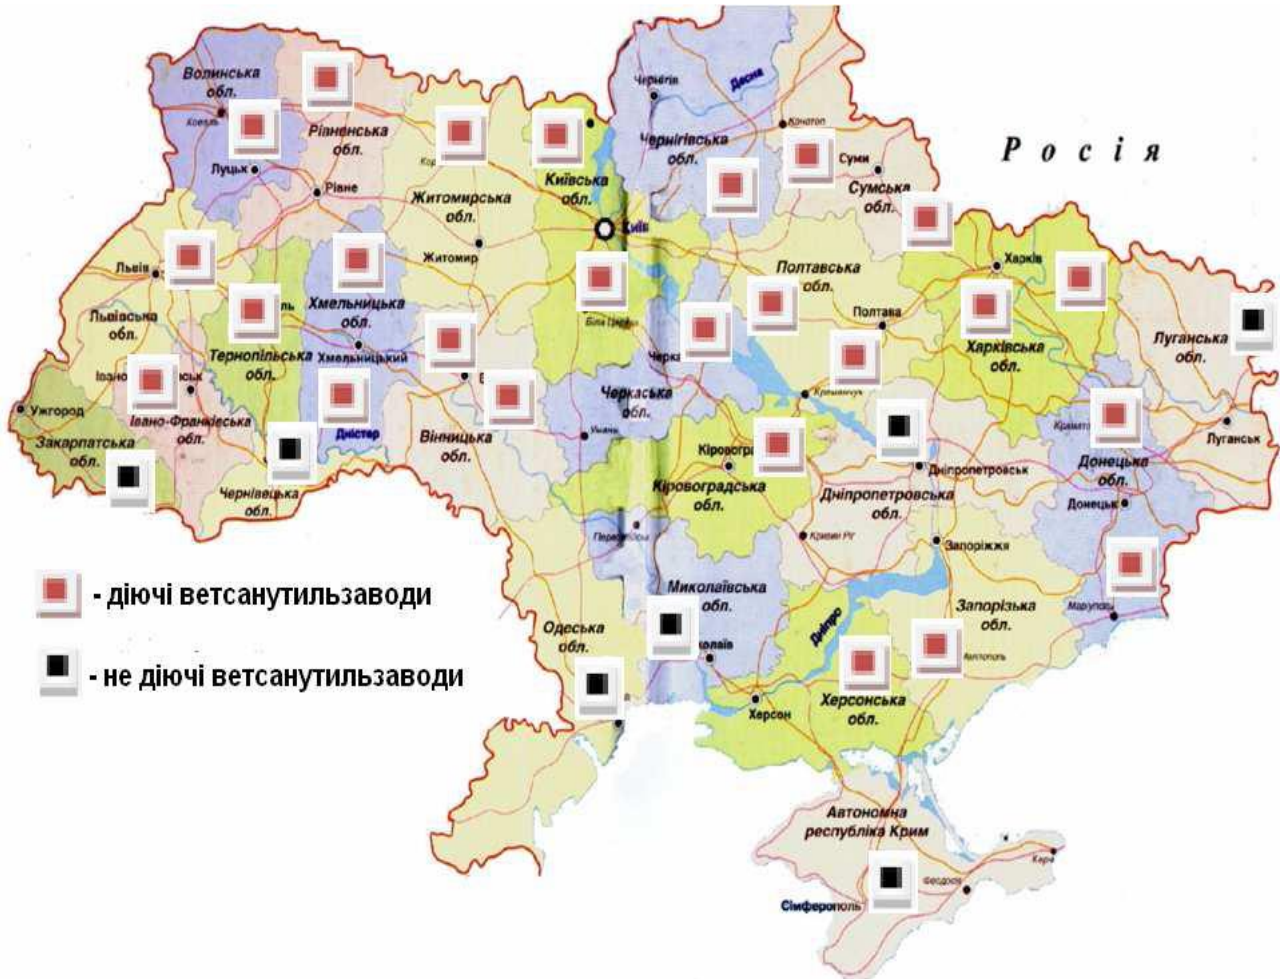 Волинська
обл.
Ковель
Луцьк
Рівненська
обл.
Рівне
Житомирська
обл.
Житомир
Київська
обл.
Київ
Біла Церква
Чернігів
Десна
Чернігівська
обл.
Конотоп
Суми
Сумська
обл.
Росія
Львів
Львівська
обл.
Тернопільська
обл.
Хмельницька
обл.
Хмельницький
Полтавська
обл.
Полтава
Харків
Харківська
обл.
Луганська
обл.
Луганськ
Ужгород
Закарпатська
обл.
Івано-Франківська
обл.
Чернівецька
обл.
Дністер
Вінницька
обл.
Умань
Черкаська
обл.
Кременчук
Кіровоградська
обл.
Дніпропетровськ
Дніпропетровська
обл.
Кривий Ріг
Донецька
обл.
Донецьк
Запоріжжя
Запорізька
обл.
Маріуполь
Миколаївська
обл.
Дніпро
Одеська
обл.
Херсон
Херсонська
обл.
- діючі ветсанутильзаводи
- не діючі ветсанутильзаводи
Автономна
республіка Крим
Керч
Феодосія
Сімферополь